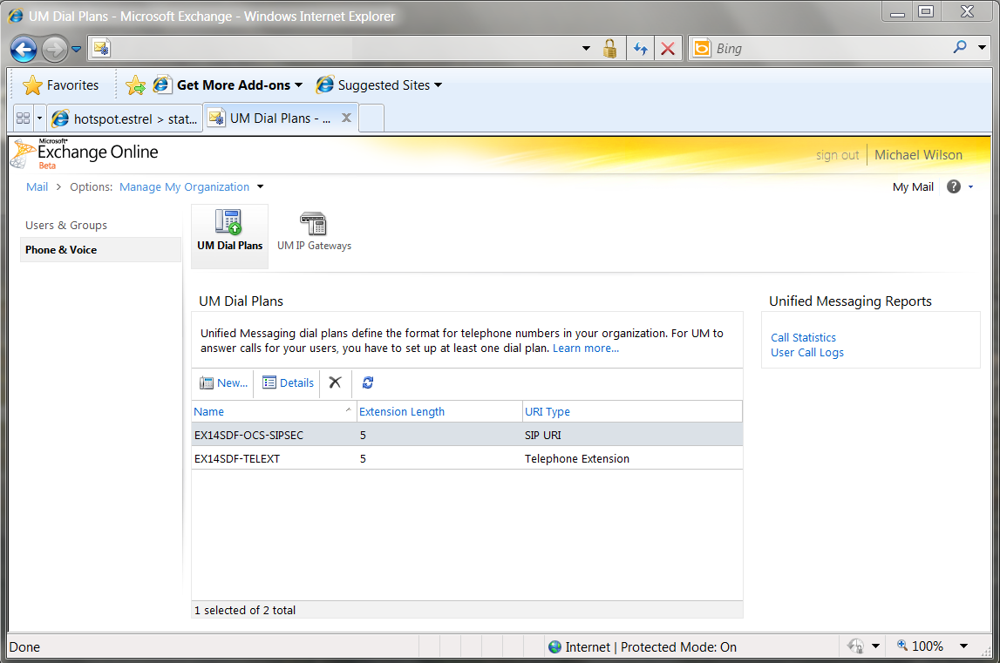 UM Dial Plans - Microsoft Exchange - Windows Internet Explorer
Bing
Favorites Get More Add-ons Suggested Sites
hotspot.estrel > stat... UM Dial Plans - ...
Microsoft®
Exchange Online
Beta
sign out Michael Wilson
Mail > Options: Manage My Organization
My Mail ?
Users & Groups
Phone & Voice
UM Dial Plans UM IP Gateways
UM Dial Plans
Unified Messaging dial plans define the format for telephone numbers in your organization. For UM to
answer calls for your users, you have to set up at least one dial plan. Learn more...
New... Details
Name Extension Length URI Type
EX14SDF-OCS-SIPSEC 5 SIP URI
EX14SDF-TELEXT 5 Telephone Extension
1 selected of 2 total
Unified Messaging Reports
Call Statistics
User Call Logs
Done Internet | Protected Mode: On 100%